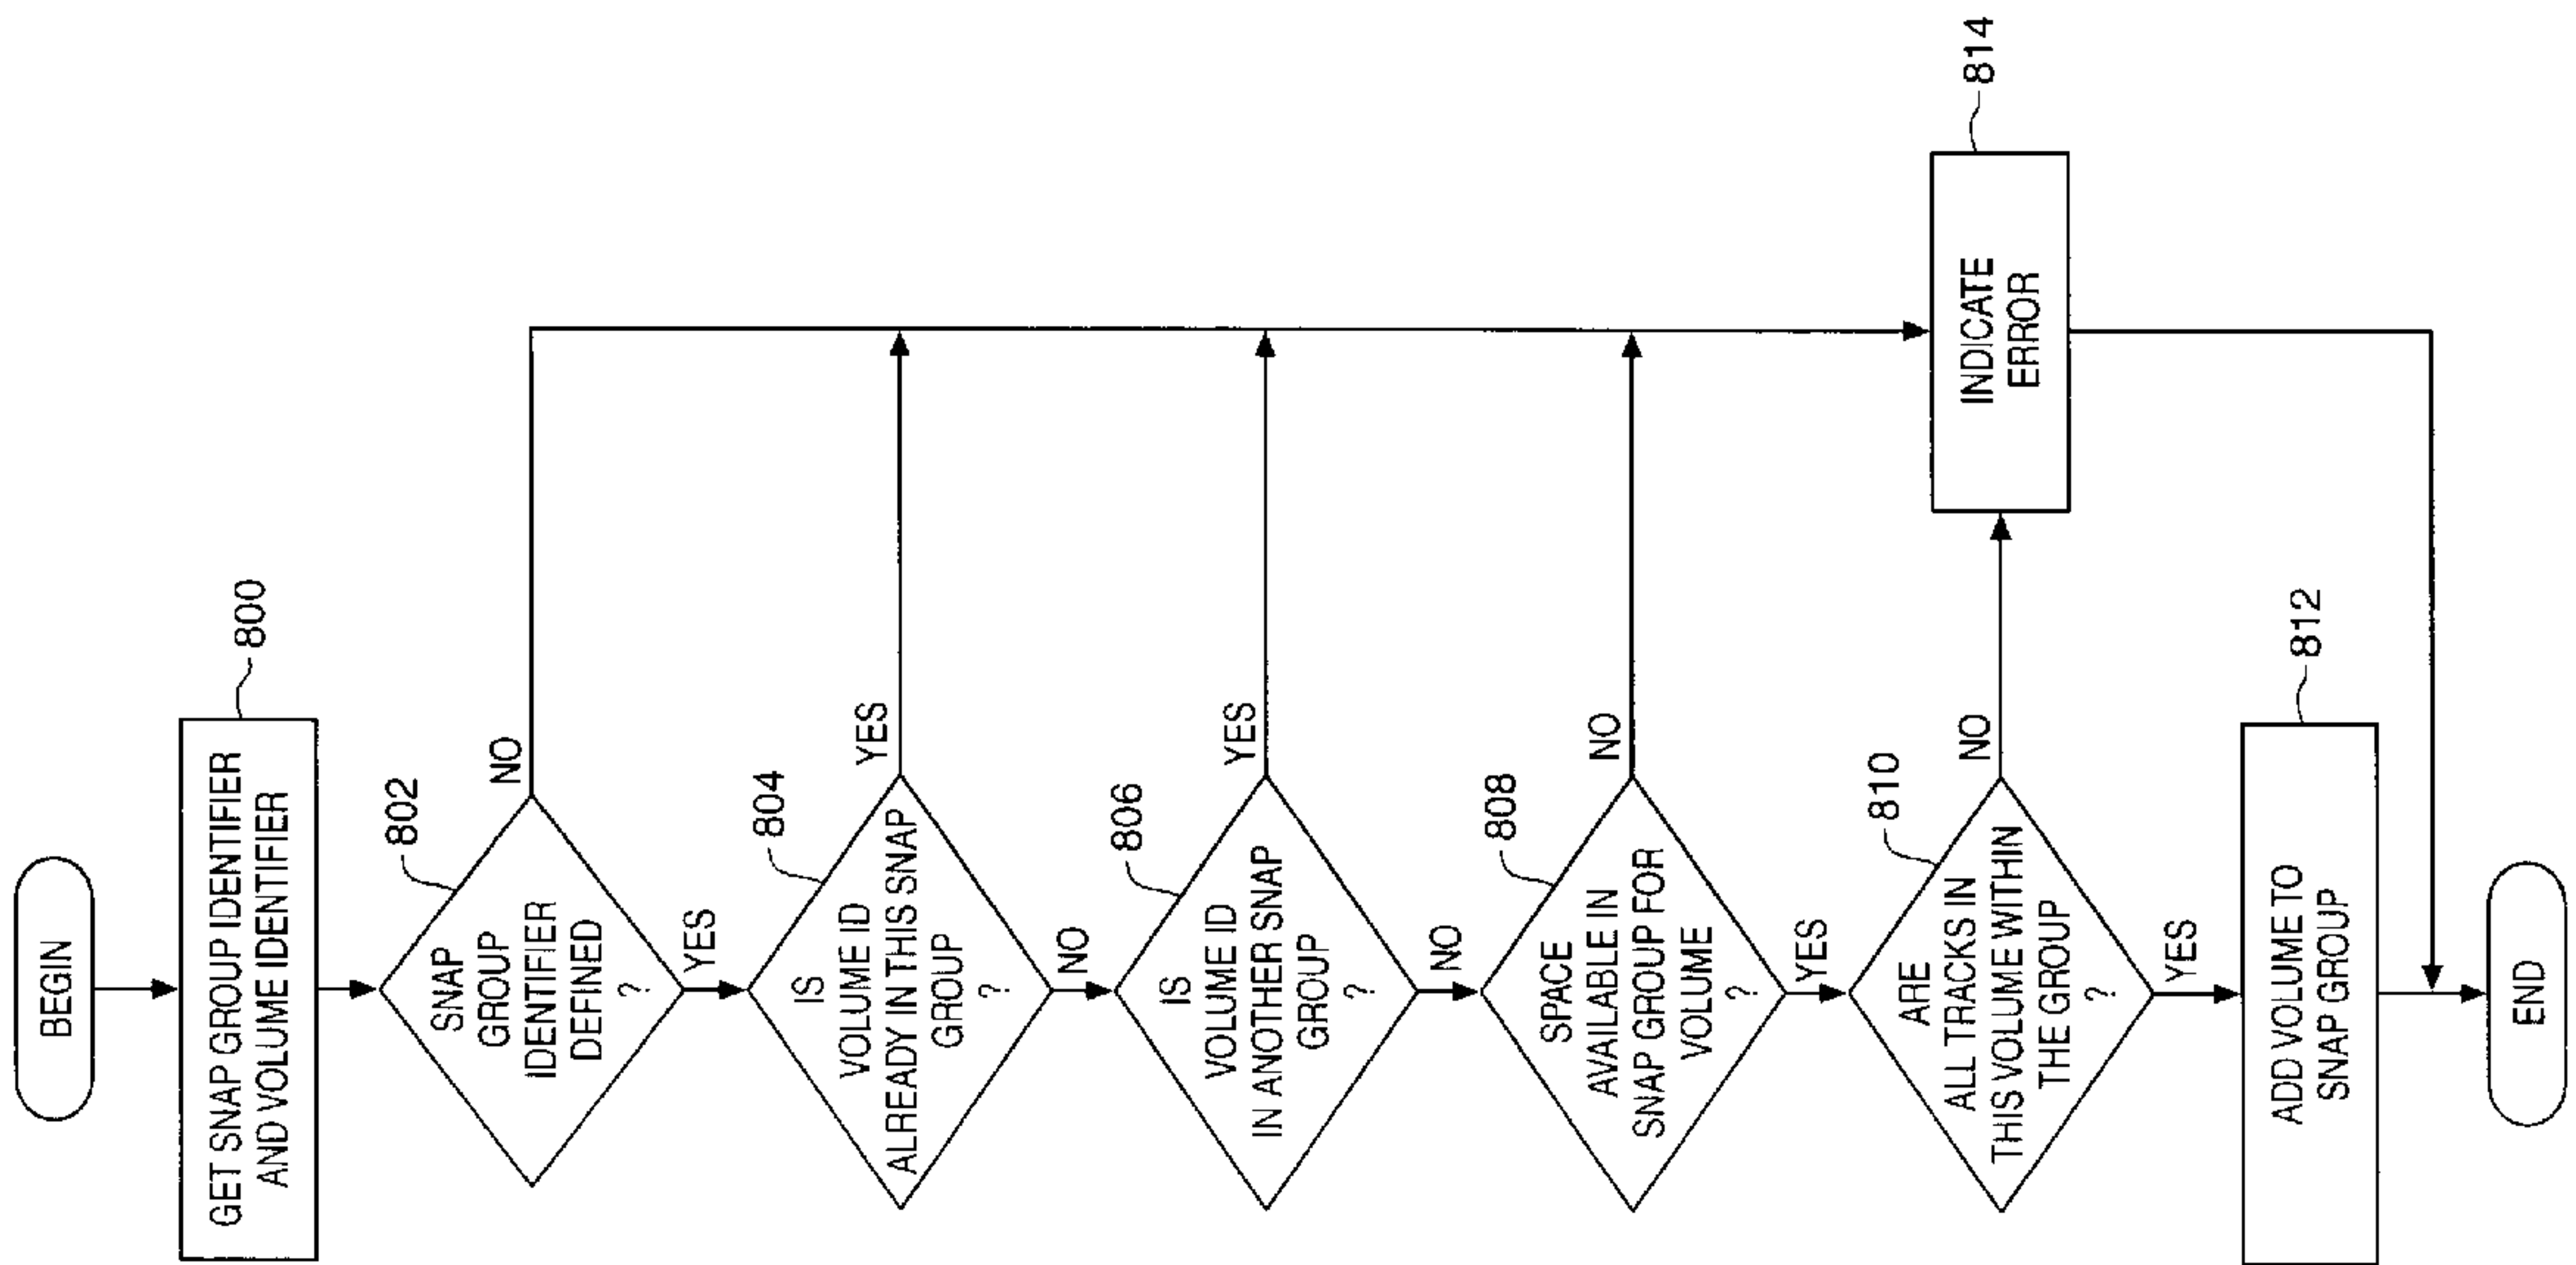 BEGIN
GET SNAP GROUP IDENTIFIER
AND VOLUME IDENTIFIER
800
SNAP
GROUP
IDENTIFIER
DEFINED
?
802
NO
YES
IS
VOLUME ID
ALREADY IN THIS SNAP
GROUP
?
804
YES
NO
IS
VOLUME ID
IN ANOTHER SNAP
GROUP
?
806
YES
NO
SPACE
AVAILABLE IN
SNAP GROUP FOR
VOLUME
?
808
NO
YES
ARE
ALL TRACKS IN
THIS VOLUME WITHIN
THE GROUP
?
810
NO
YES
INDICATE
ERROR
814
ADD VOLUME TO
SNAP GROUP
812
END